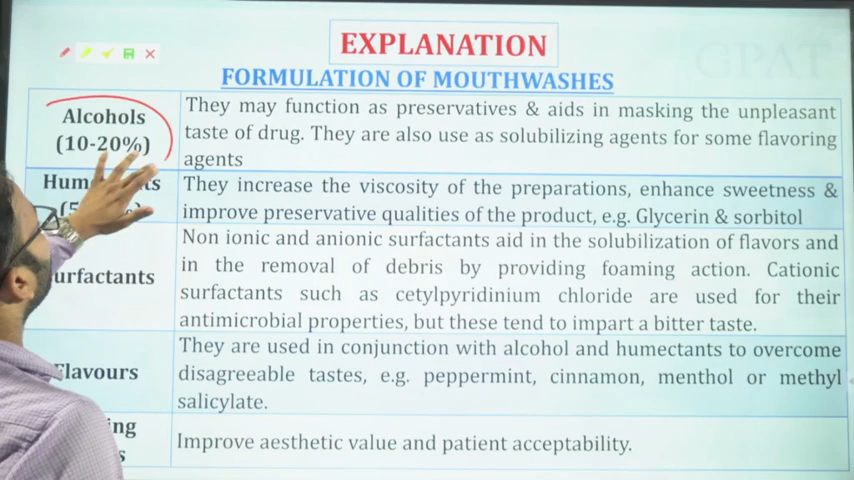 EXPLANATION
GPAT
FORMULATION OF MOUTHWASHES
Alcohols
(10-20%)
They may function as preservatives & aids in masking the unpleasant
taste of drug. They are also use as solubilizing agents for some flavoring
agents
They increase the viscosity of the preparations, enhance sweetness &
improve preservative qualities of the product, e.g. Glycerin & sorbitol
urfactants
Non ionic and anionic surfactants aid in the solubilization of flavors and
in the removal of debris by providing foaming action. Cationic
surfactants such as cetylpyridinium chloride are used for their
antimicrobial properties, but these tend to impart a bitter taste.
Flavours
They are used in conjunction with alcohol and humectants to overcome
disagreeable tastes, e.g. peppermint, cinnamon, menthol or methyl
salicylate.
ng
s
Improve aesthetic value and patient acceptability.